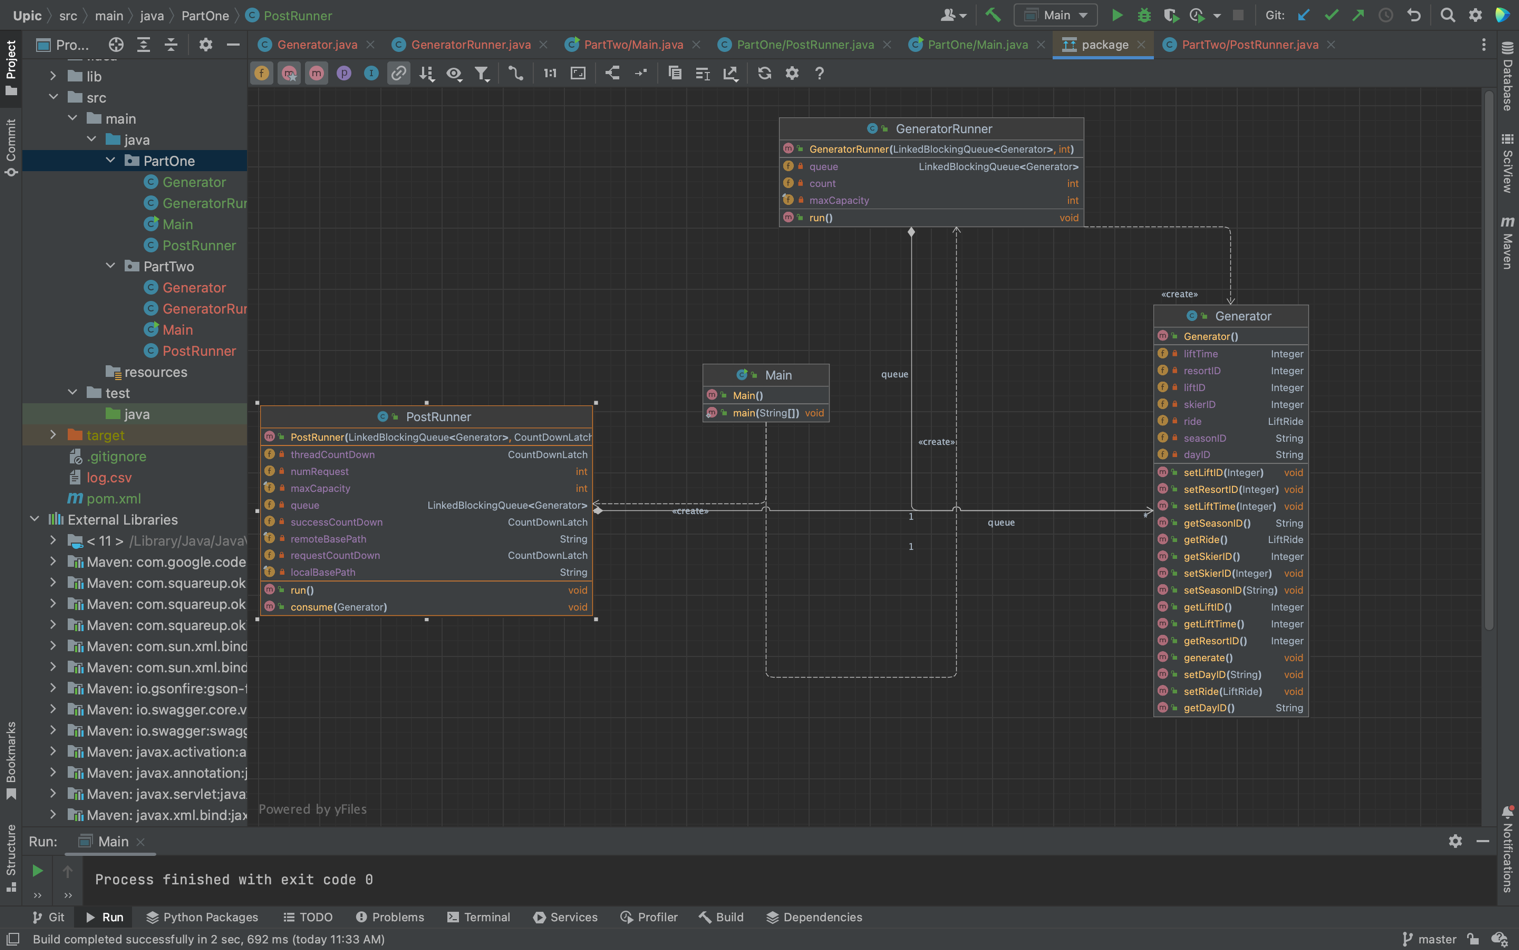 Upic src main java PartOne PostRunner
Main
Git:
Project
Commit
Bookmarks
Structure
Pro...
Generator.java
GeneratorRunner.java
PartTwo/Main.java
PartOne/PostRunner.java
PartOne/Main.java
package
PartTwo/PostRunner.java
1:1
?
lib
src
main
java
PartOne
Generator
GeneratorRur
Main
PostRunner
PartTwo
Generator
GeneratorRur
Main
PostRunner
resources
test
java
target
.gitignore
log.csv
pom.xml
External Libraries
< 11 > /Library/Java/Java
Maven: com.google.code
Maven: com.squareup.ok
Maven: com.squareup.ok
Maven: com.squareup.ok
Maven: com.sun.xml.bind
Maven: com.sun.xml.bind
Maven: io.gsonfire:gson-f
Maven: io.swagger.core.v
Maven: io.swagger:swagg
Maven: javax.activation:a
Maven: javax.annotation:j
Maven: javax.servlet:java
Maven: javax.xml.bind:jax
GeneratorRunner
GeneratorRunner(LinkedBlockingQueue<Generator>, int)
queue LinkedBlockingQueue<Generator>
count int
maxCapacity int
run() void
«create»
Generator
Generator()
liftTime Integer
resortID Integer
liftID Integer
skierID Integer
ride LiftRide
seasonID String
dayID String
setLiftID(Integer) void
setResortID(Integer) void
setLiftTime(Integer) void
getSeasonID() String
getRide() LiftRide
getSkierID() Integer
setSkierID(Integer) void
setSeasonID(String) void
getLiftID() Integer
getLiftTime() Integer
getResortID() Integer
generate() void
setDayID(String) void
setRide(LiftRide) void
getDayID() String
Main
Main()
main(String[]) void
queue
«create»
PostRunner
PostRunner(LinkedBlockingQueue<Generator>, CountDownLatch
threadCountDown CountDownLatch
numRequest int
maxCapacity int
queue LinkedBlockingQueue<Generator>
successCountDown CountDownLatch
remoteBasePath String
requestCountDown CountDownLatch
localBasePath String
run() void
consume(Generator) void
«create»
1
queue
1
Powered by yFiles
Database
SciView
Maven
Notifications
Run: Main
Process finished with exit code 0
Git Run Python Packages TODO Problems Terminal Services Profiler Build Dependencies
Build completed successfully in 2 sec, 692 ms (today 11:33 AM)
master